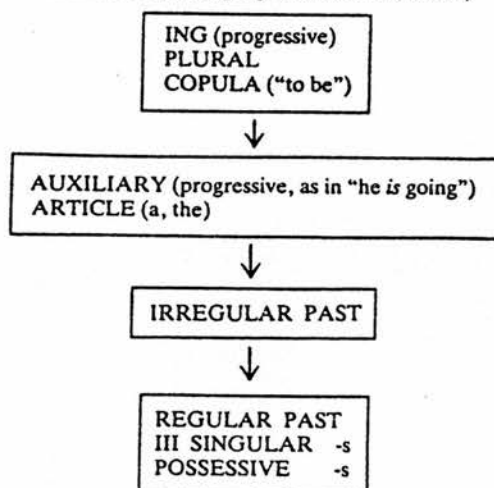 ING (progressive)
PLURAL
COPULA ("to be")
AUXILIARY (progressive, as in "he is going")
ARTICLE (a, the)
IRREGULAR PAST
REGULAR PAST
III SINGULAR -s
POSSESSIVE -s